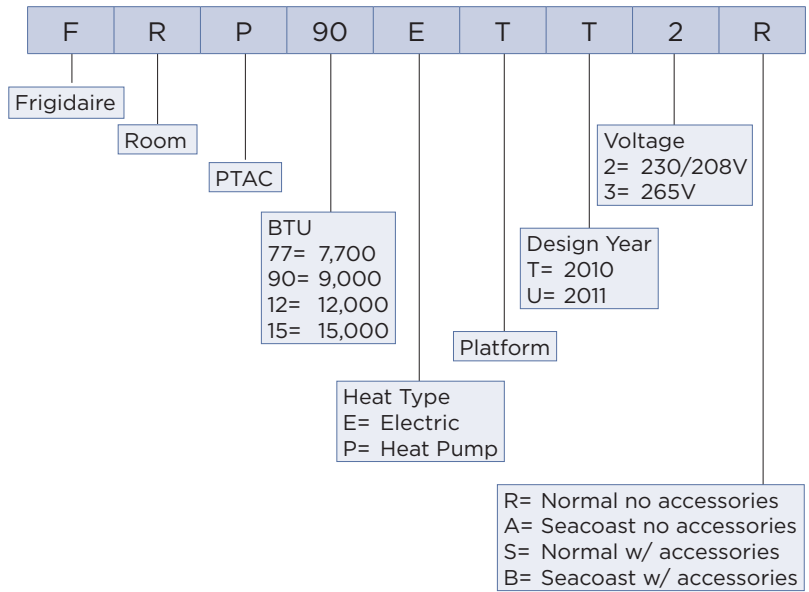 F R P 90 E T T 2 R
Frigidaire
Room
PTAC
BTU
77= 7,700
90= 9,000
12= 12,000
15= 15,000
Heat Type
E= Electric
P= Heat Pump
Platform
Design Year
T= 2010
U= 2011
Voltage
2= 230/208V
3= 265V
R= Normal no accessories
A= Seacoast no accessories
S= Normal w/ accessories
B= Seacoast w/ accessories